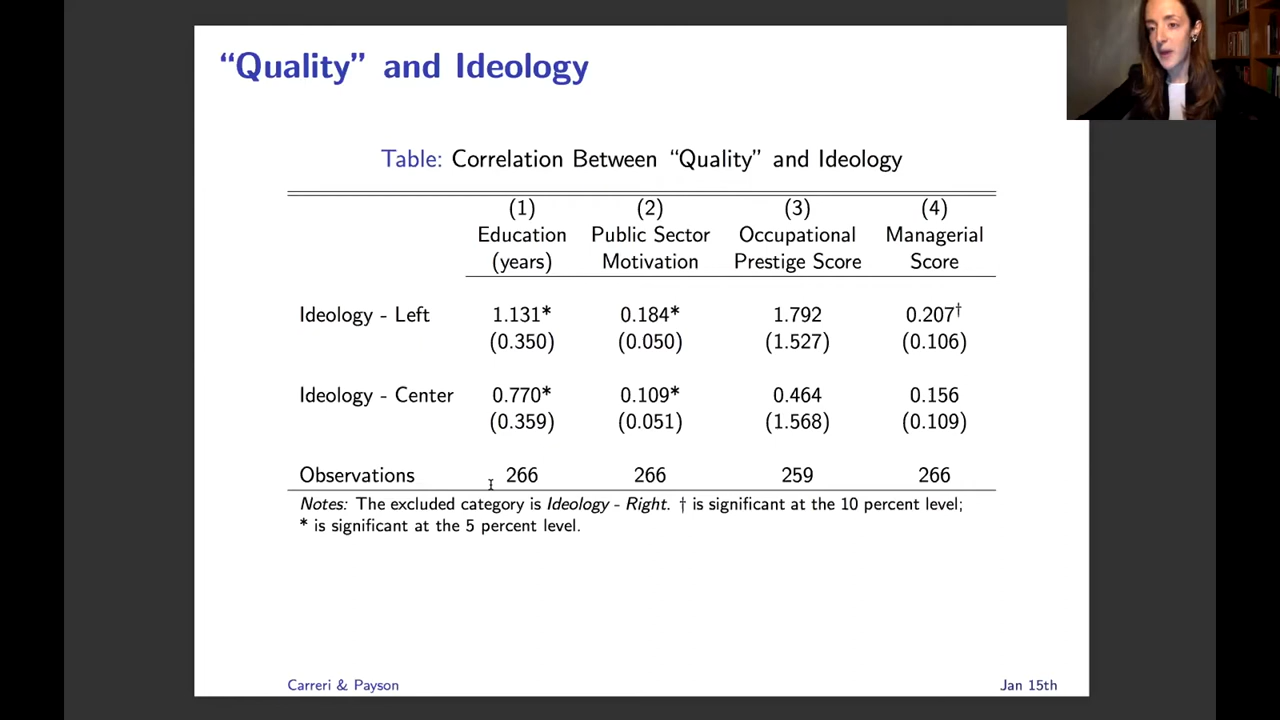 “Quality” and Ideology
Table: Correlation Between “Quality” and Ideology
(1) (2) (3) (4)
Education Public Sector Occupational Managerial
(years) Motivation Prestige Score Score
Ideology - Left 1.131* 0.184* 1.792 0.207†
(0.350) (0.050) (1.527) (0.106)
Ideology - Center 0.770* 0.109* 0.464 0.156
(0.359) (0.051) (1.568) (0.109)
Observations 266 266 259 266
Notes: The excluded category is Ideology - Right. † is significant at the 10 percent level;
* is significant at the 5 percent level.
Carreri & Payson Jan 15th